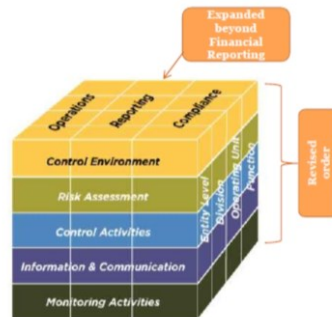 Expanded
beyond
Financial
Reporting
Operations
Reporting
Compliance
Control Environment
Risk Assessment
Control Activities
Information & Communication
Monitoring Activities
Entity Level
Division
Operating Unit
Function
Revised
order